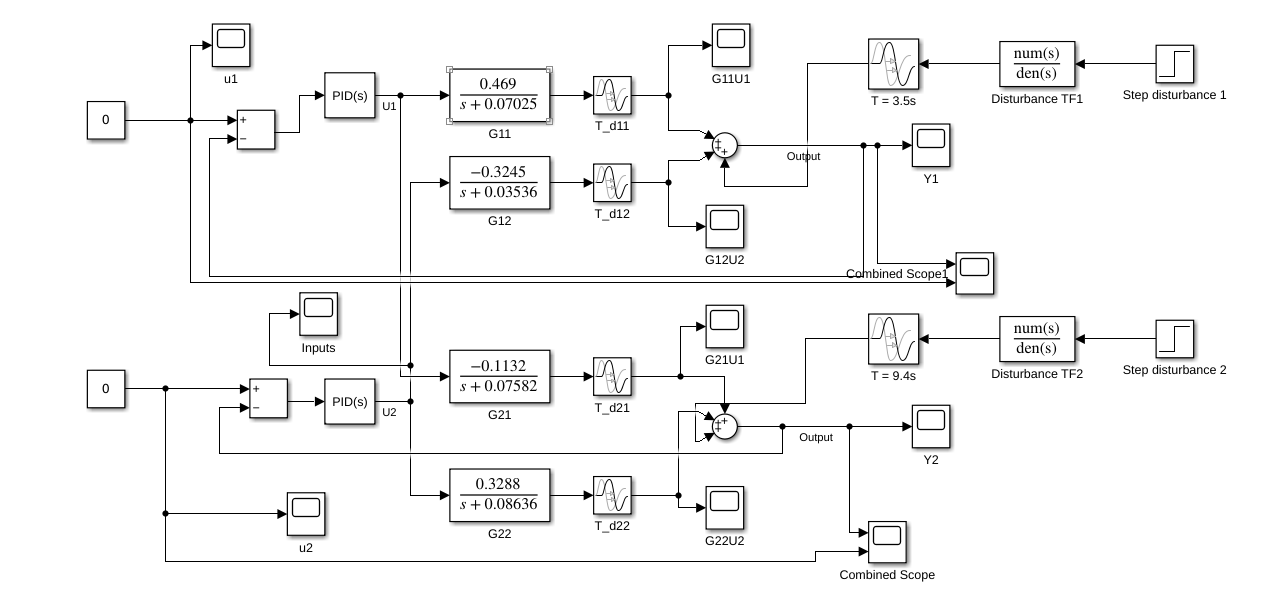 u1
0
+
−
PID(s)
U1
0.469
s + 0.07025
G11
T_d11
G11U1
T = 3.5s
num(s)
den(s)
Disturbance TF1
Step disturbance 1
−0.3245
s + 0.03536
G12
T_d12
G12U2
+
+
+
Output
Y1
Combined Scope1
Inputs
0
+
−
PID(s)
U2
−0.1132
s + 0.07582
G21
T_d21
G21U1
T = 9.4s
num(s)
den(s)
Disturbance TF2
Step disturbance 2
+
+
+
Output
Y2
0.3288
s + 0.08636
G22
T_d22
G22U2
u2
Combined Scope